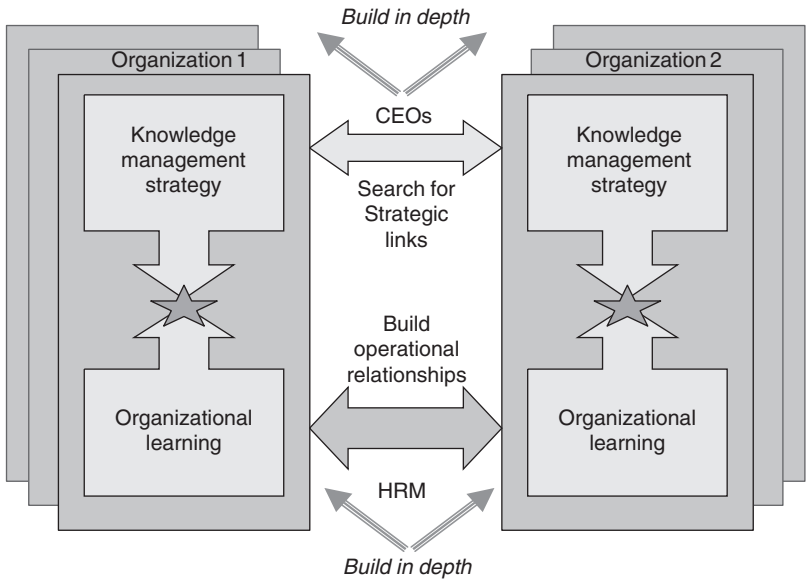 Build in depth
Organization 1
Organization 2
CEOs
Knowledge
management
strategy
Knowledge
management
strategy
Search for
Strategic
links
Build
operational
relationships
Organizational
learning
Organizational
learning
HRM
Build in depth